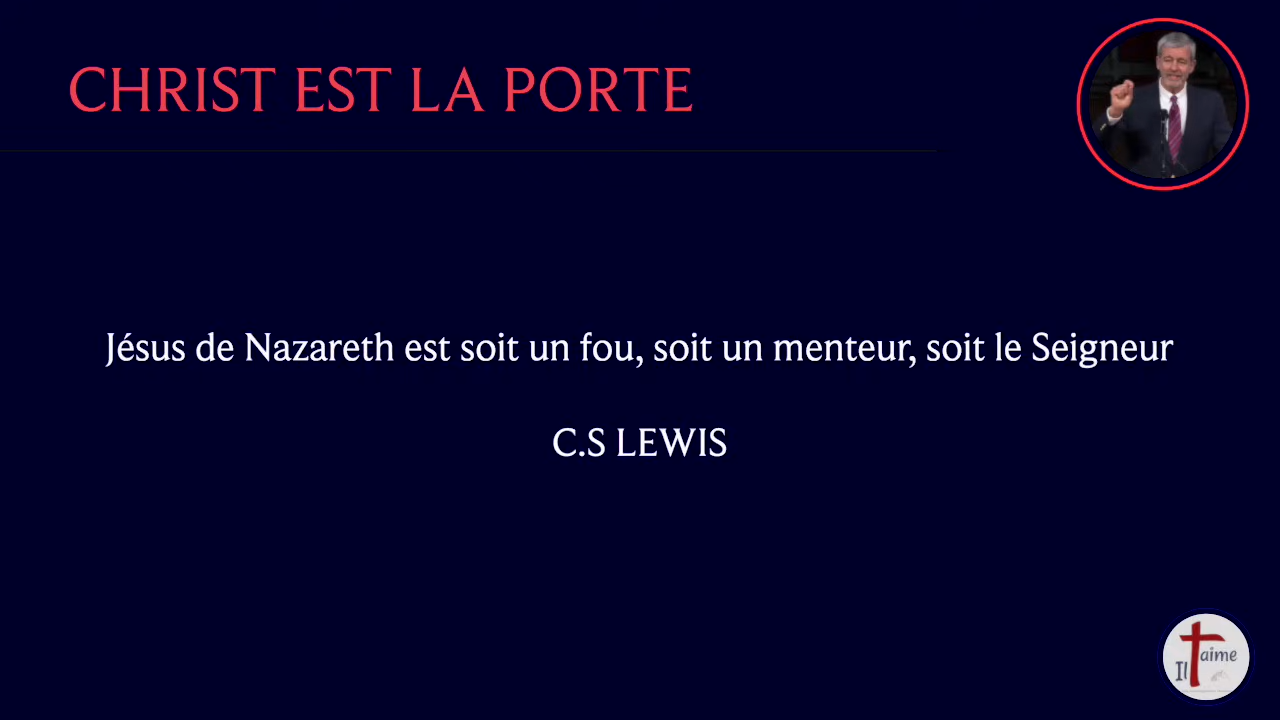 CHRIST EST LA PORTE
Jésus de Nazareth est soit un fou, soit un menteur, soit le Seigneur
C.S LEWIS
Il t'aime